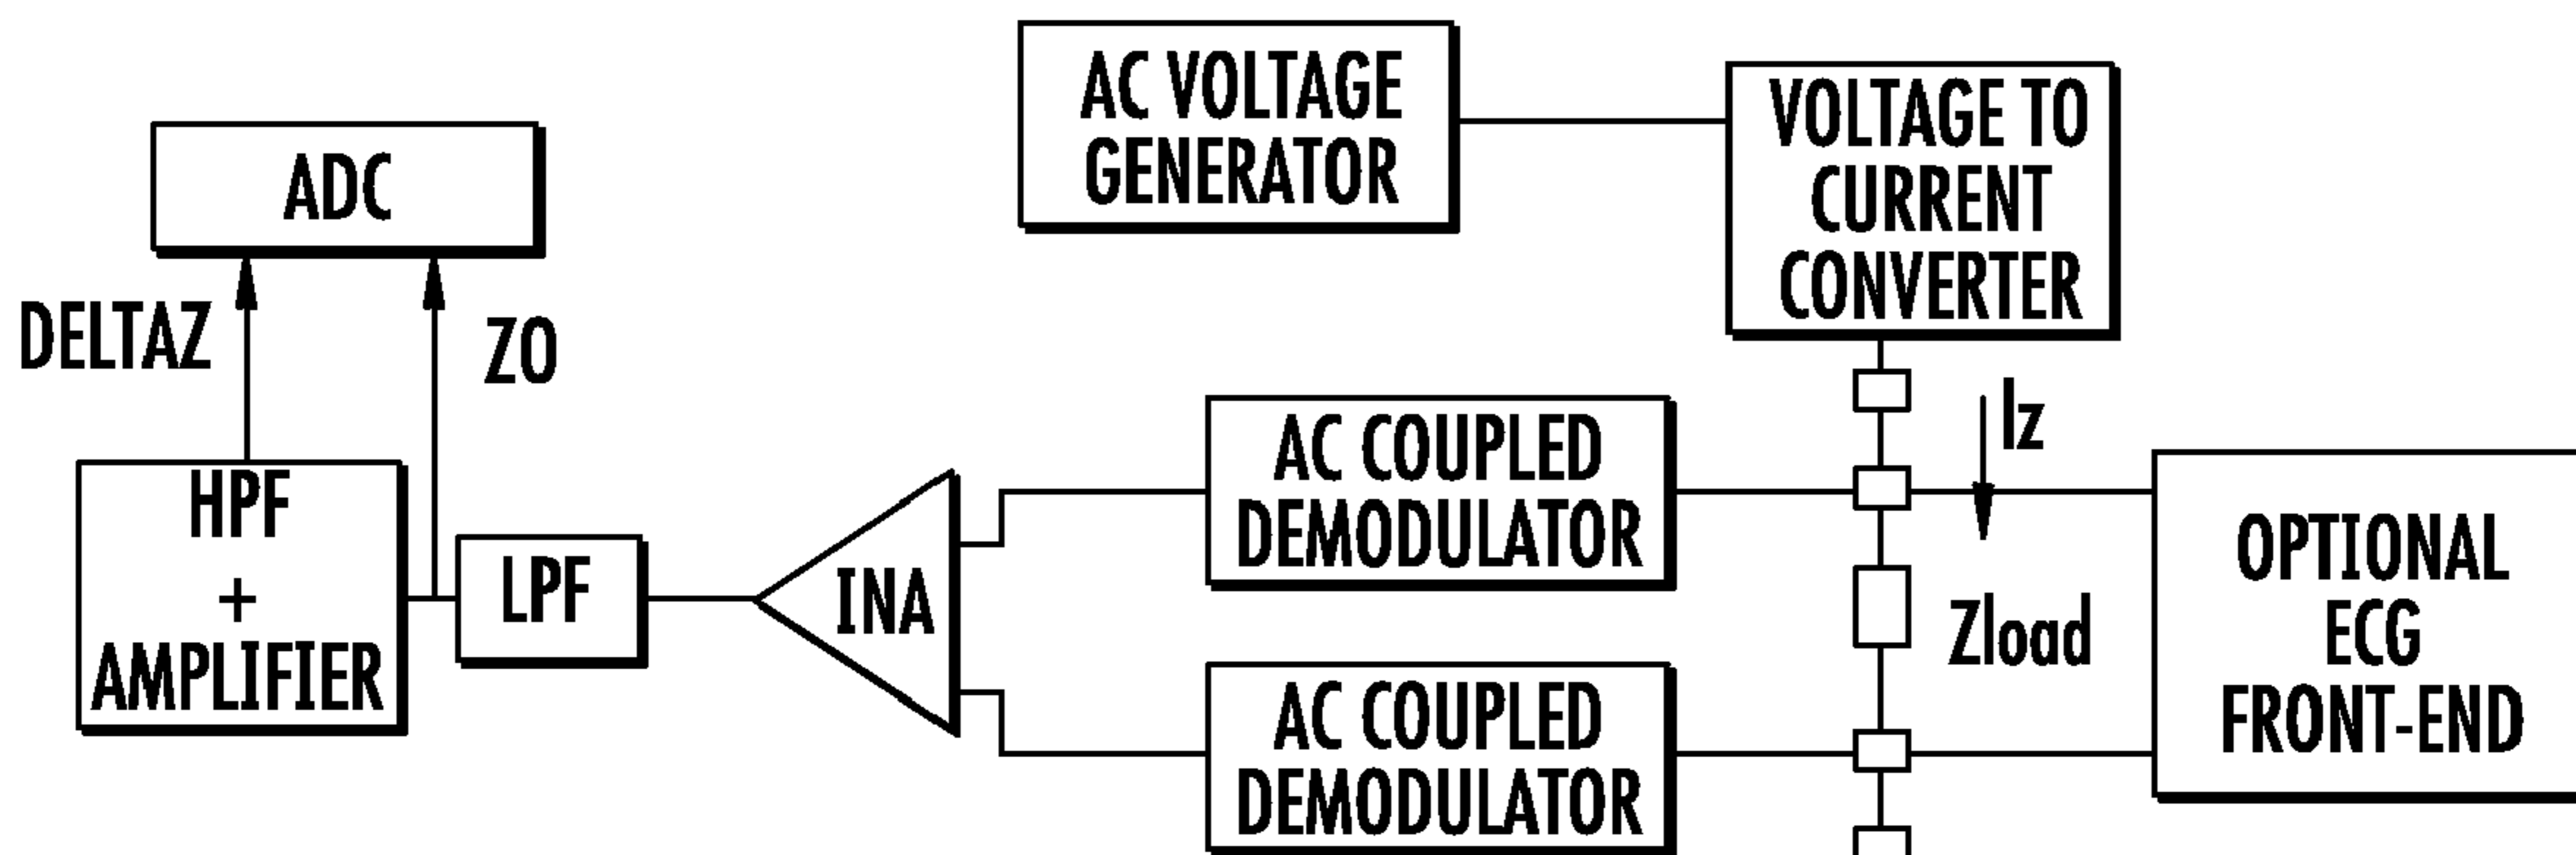 AC VOLTAGE
GENERATOR
VOLTAGE TO
CURRENT
CONVERTER
ADC
DELTAZ
ZO
Iz
HPF
+
AMPLIFIER
LPF
INA
AC COUPLED
DEMODULATOR
AC COUPLED
DEMODULATOR
Zload
OPTIONAL
ECG
FRONT-END